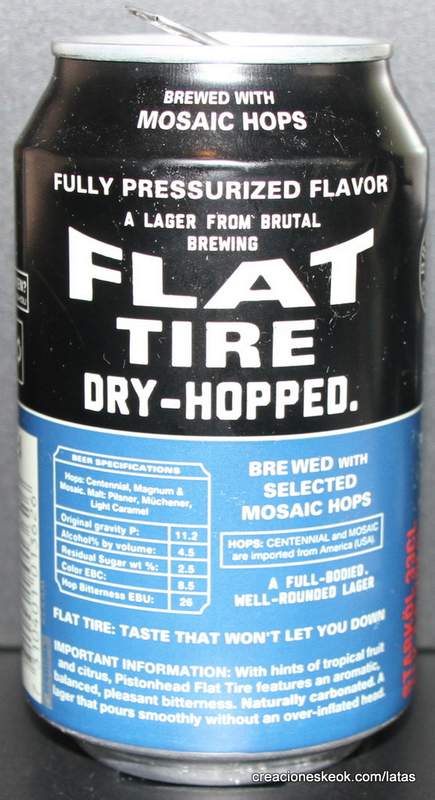 BREWED WITH
MOSAIC HOPS
FULLY PRESSURIZED FLAVOR
A LAGER FROM BRUTAL
BREWING
FLAT
TIRE
DRY-HOPPED.
BEER SPECIFICATIONS
Hops: Centennial, Magnum &
Mosaic. Malt: Pilsner, Müchener,
Light Caramel
Original gravity P: 11.2
Alcohol% by volume: 4.5
Residual Sugar wt %: 2.5
Color EBC: 8.5
Hop Bitterness EBU: 26
BREWED WITH
SELECTED
MOSAIC HOPS
HOPS: CENTENNIAL and MOSAIC
are imported from America (USA).
A FULL-BODIED,
WELL-ROUNDED LAGER
FLAT TIRE: TASTE THAT WON'T LET YOU DOWN
IMPORTANT INFORMATION: With hints of tropical fruit
and citrus, Pistonhead Flat Tire features an aromatic,
balanced, pleasant bitterness. Naturally carbonated. A
lager that pours smoothly without an over-inflated head.
STARKÖL 33CL
creacioneskeok.com/latas